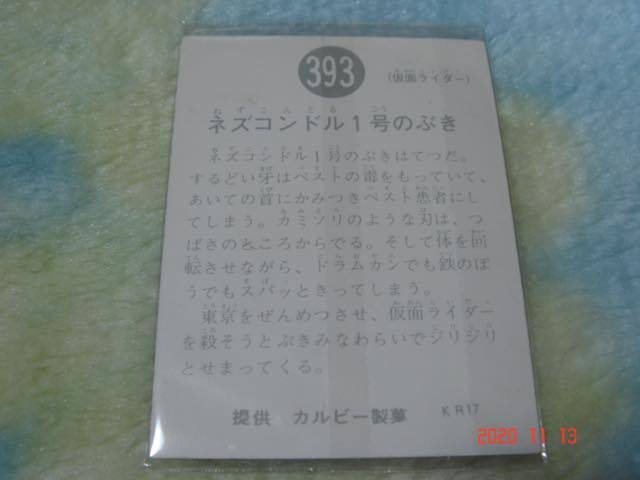 393
(仮面ライダー)
ネズコンドル1号のぶき
ネズコンドル1号のぶきはてつだ。
するどい芽はペストの毒をもっていて、
あいての首にかみつきペスト患者にし
てしまう。カミソリのような刃は、つ
ばさのところからでる。そして体を回
転させながら、ドラムカンでも鉄のぼ
うでもスパッときってしまう。
東京をぜんめつさせ、仮面ライダー
を殺そうとぶきみなわらいでジリジリ
とせまってくる。
提供 カルビー製菓 KR17
2020 11 13